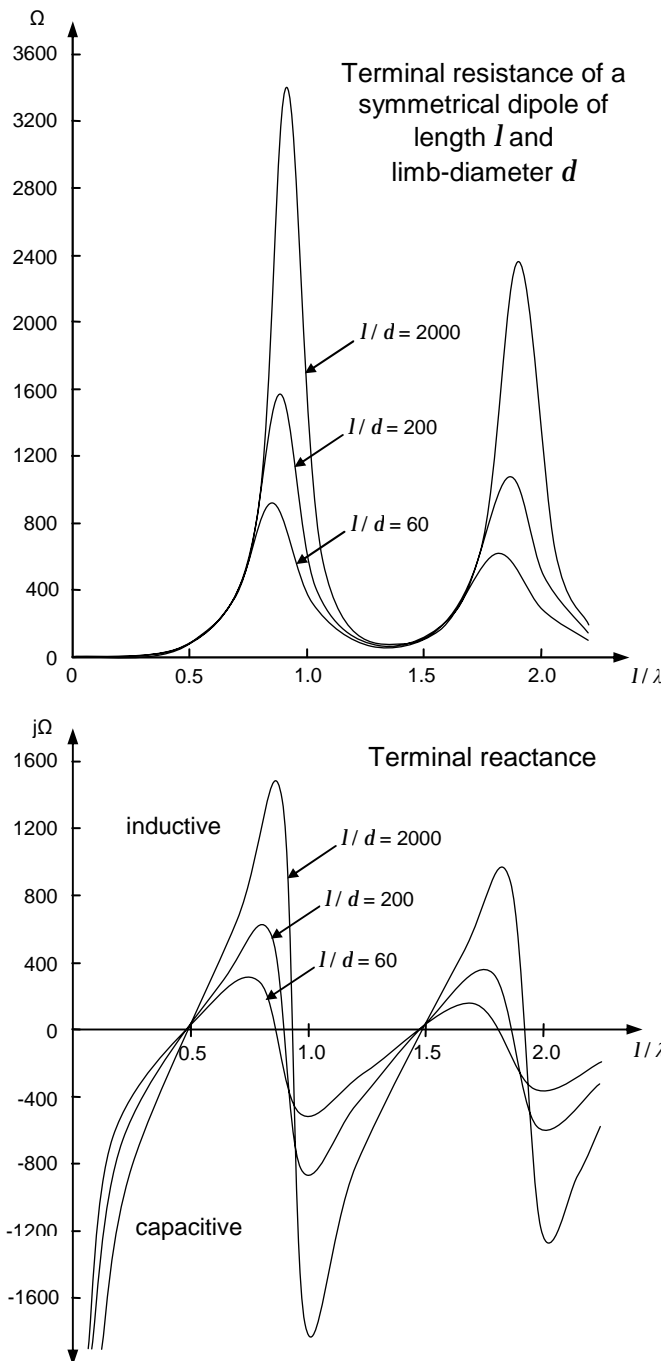 Ω
3600
Terminal resistance of a
symmetrical dipole of
length l and
limb-diameter d
3200
2800
2400
2000
l / d = 2000
1600
l / d = 200
1200
l / d = 60
800
400
0
0
0.5
1.0
1.5
2.0
l / λ
jΩ
Terminal reactance
1600
inductive
1200
l / d = 2000
800
l / d = 200
400
l / d = 60
0
0.5
1.0
1.5
2.0
l / λ
-400
-800
capacitive
-1200
-1600